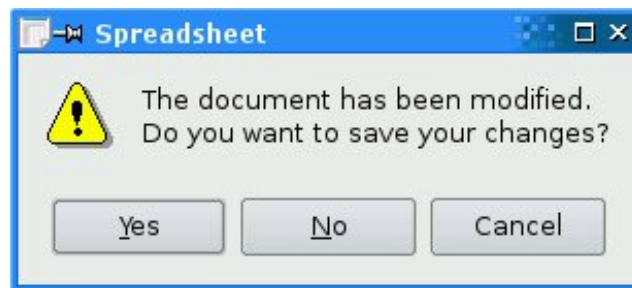 Spreadsheet
The document has been modified.
Do you want to save your changes?
Yes No Cancel